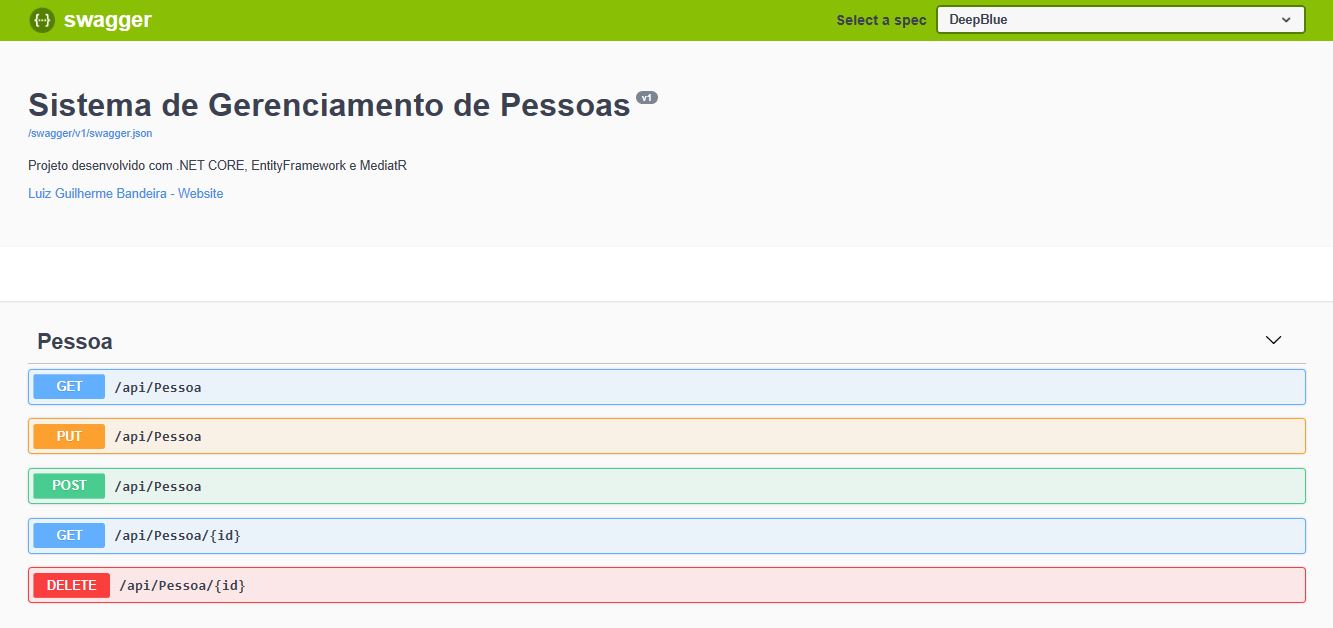 {...} swagger
Select a spec DeepBlue
Sistema de Gerenciamento de Pessoas v1
/swagger/v1/swagger.json
Projeto desenvolvido com .NET CORE, EntityFramework e MediatR
Luiz Guilherme Bandeira - Website
Pessoa
GET /api/Pessoa
PUT /api/Pessoa
POST /api/Pessoa
GET /api/Pessoa/{id}
DELETE /api/Pessoa/{id}